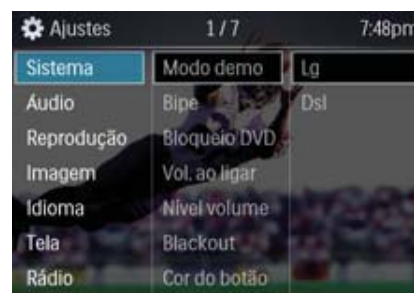 Ajustes 1/7 7:48pm
Sistema Modo demo Lg
Áudio Bipe Dsl
Reprodução Bloqueio DVD
Imagem Vol. ao ligar
Idioma Nível volume
Tela Blackout
Rádio Cor do botão